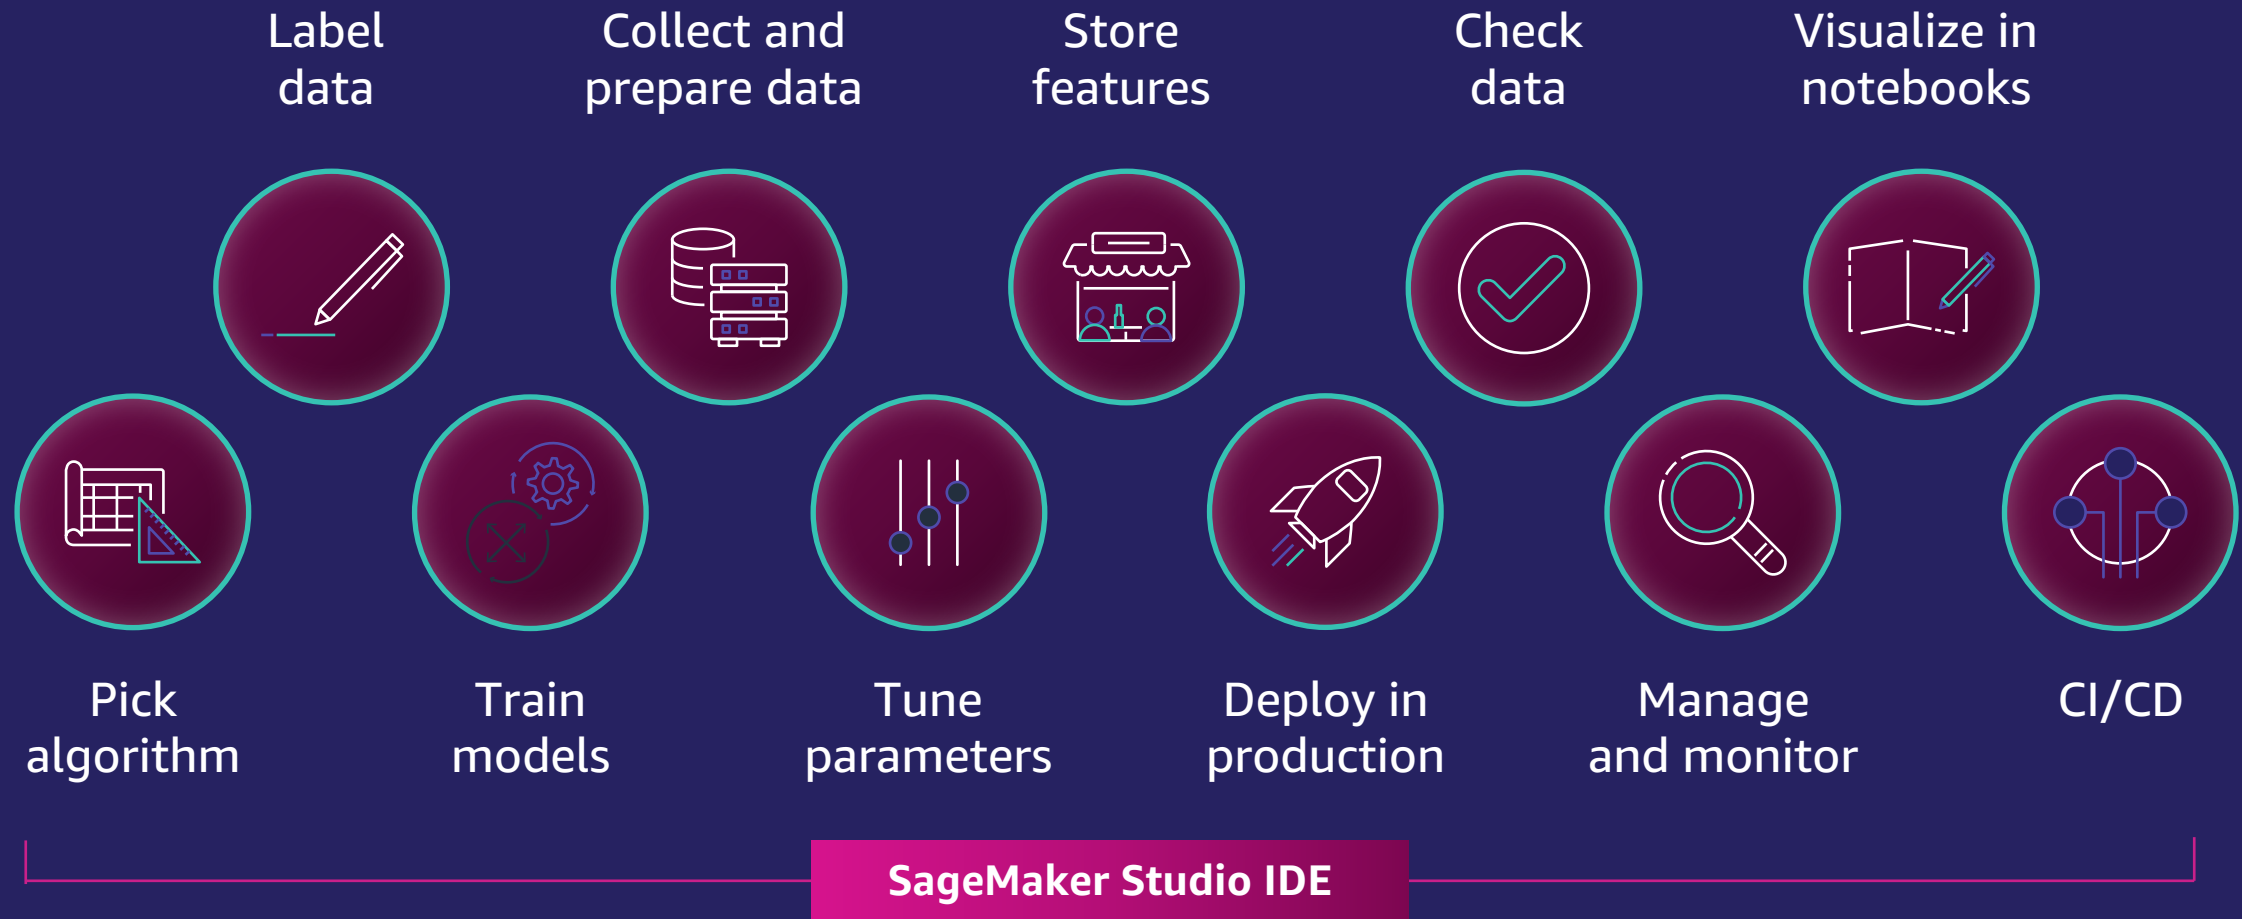 Label
data
Collect and
prepare data
Store
features
Check
data
Visualize in
notebooks
Pick
algorithm
Train
models
Tune
parameters
Deploy in
production
Manage
and monitor
CI/CD
SageMaker Studio IDE